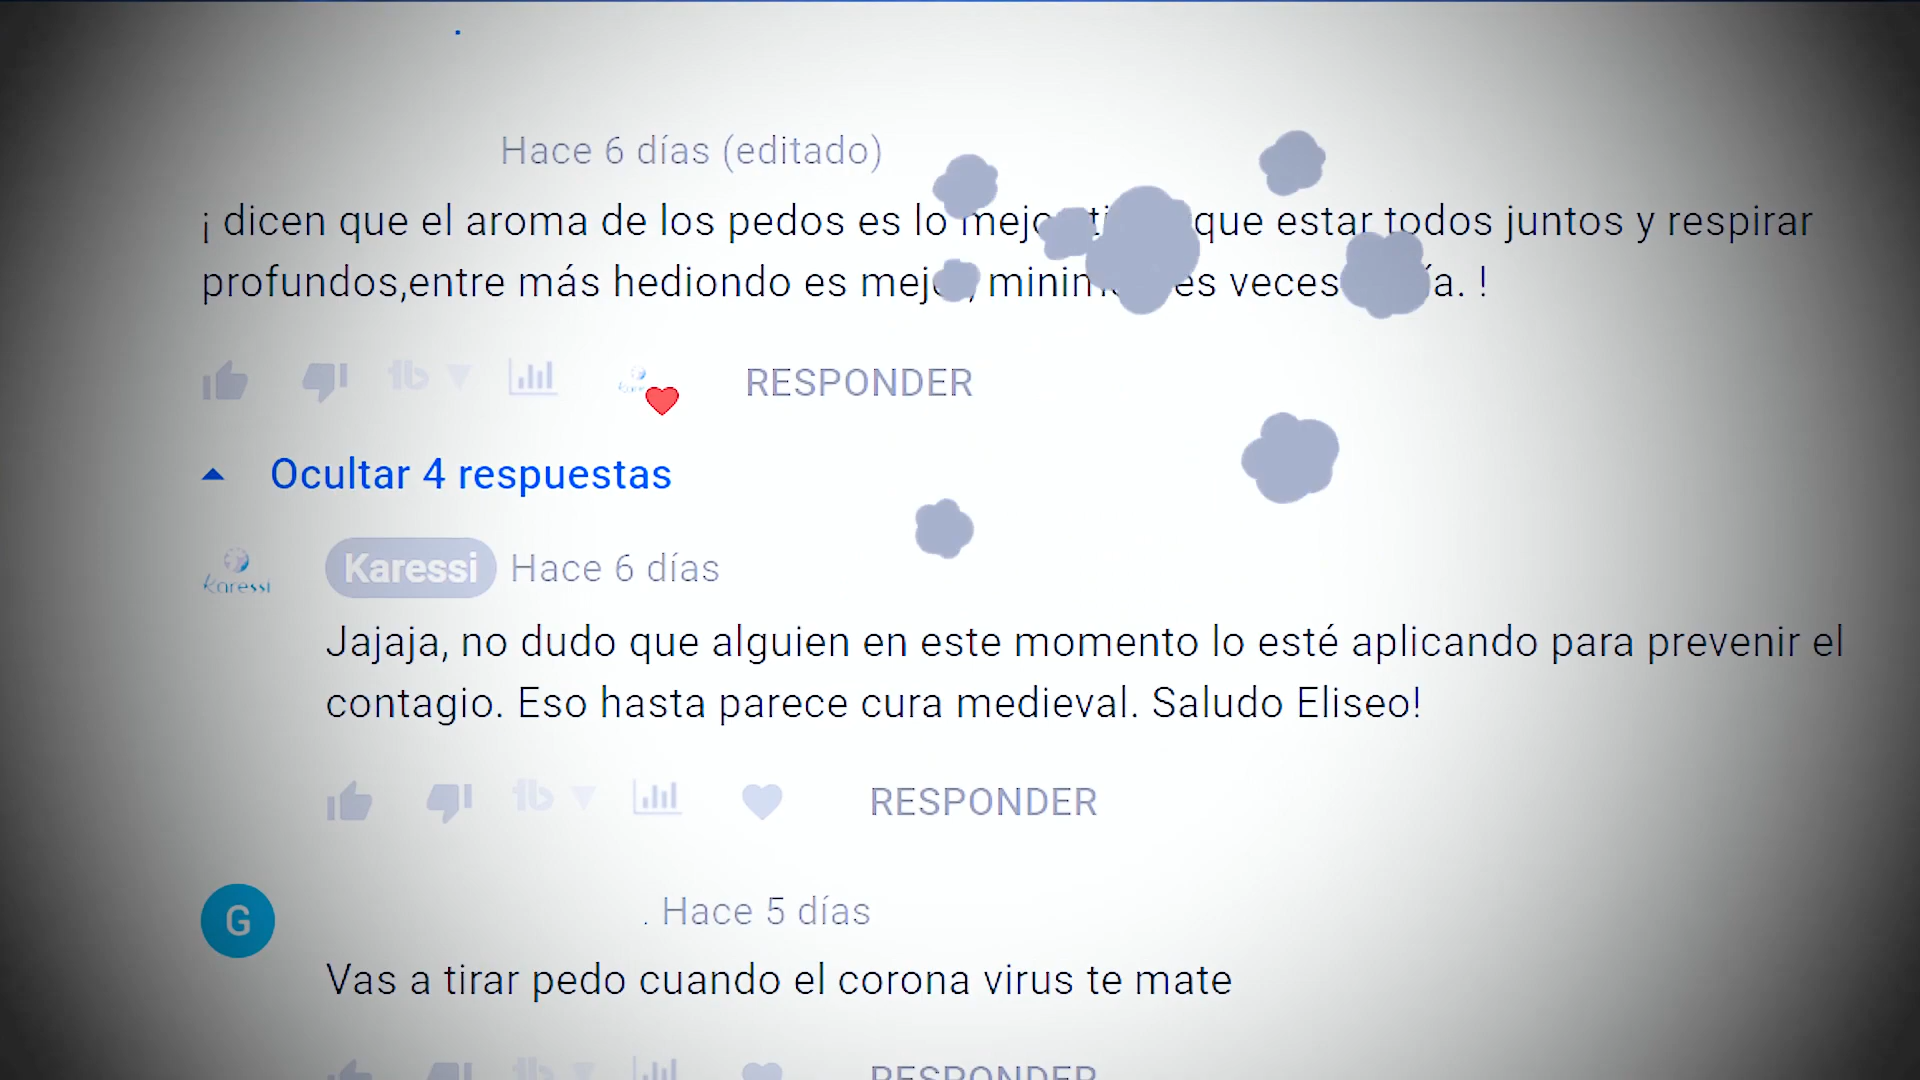 Hace 6 días (editado)
¡ dicen que el aroma de los pedos es lo que estar todos juntos y respirar
profundos,entre más hediondo es veces !
RESPONDER
Ocultar 4 respuestas
Karessi Karessi Hace 6 días
Jajaja, no dudo que alguien en este momento lo esté aplicando para prevenir el
contagio. Eso hasta parece cura medieval. Saludo Eliseo!
RESPONDER
G . Hace 5 días
Vas a tirar pedo cuando el corona virus te mate
RESPONDER